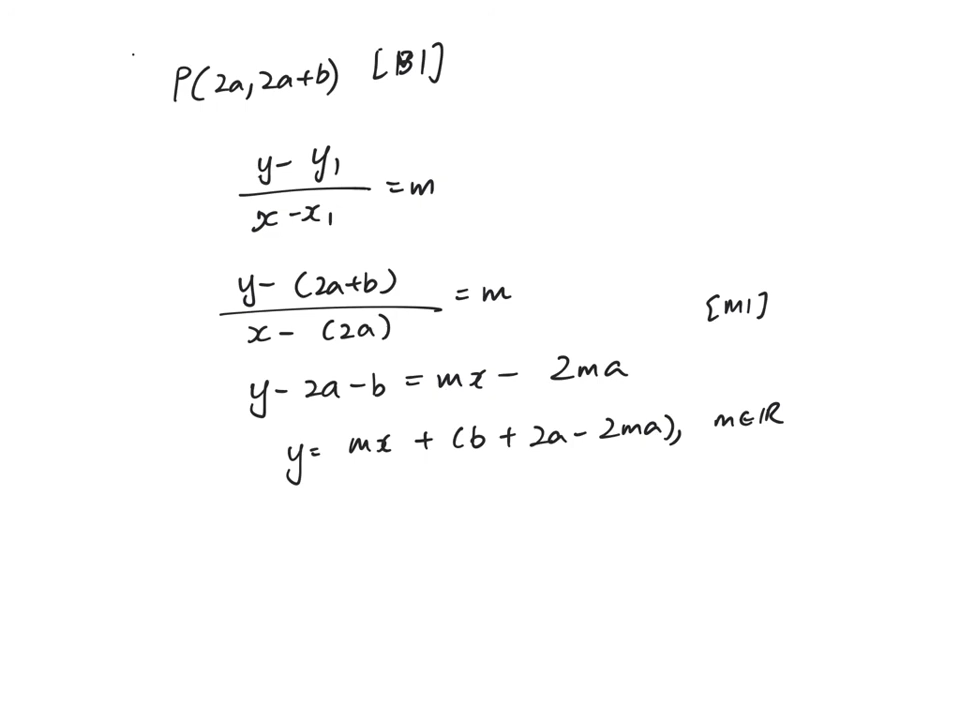 P(2a, 2a+b) [B1]
y - y₁
x - x₁
= m
y - (2a+b)
x - (2a)
= m
[M1]
y - 2a - b = mx - 2ma
y = mx + (b + 2a - 2ma), m∈ℝ